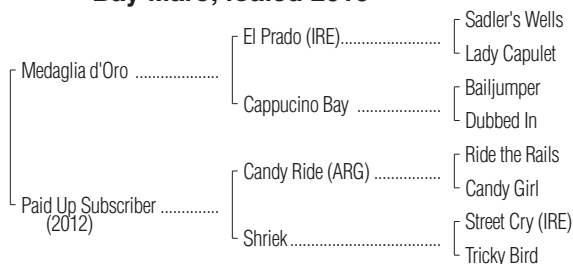 Bay Mare; foaled
Sadler's Wells
El Prado (IRE)........................
Lady Capulet
Medaglia d'Oro ....................
Bailjumper
Cappucino Bay ....................
Dubbed In
Ride the Rails
Candy Ride (ARG) ...................
Candy Girl
Paid Up Subscriber ..............
(2012)
Street Cry (IRE)
Shriek....................................
Tricky Bird